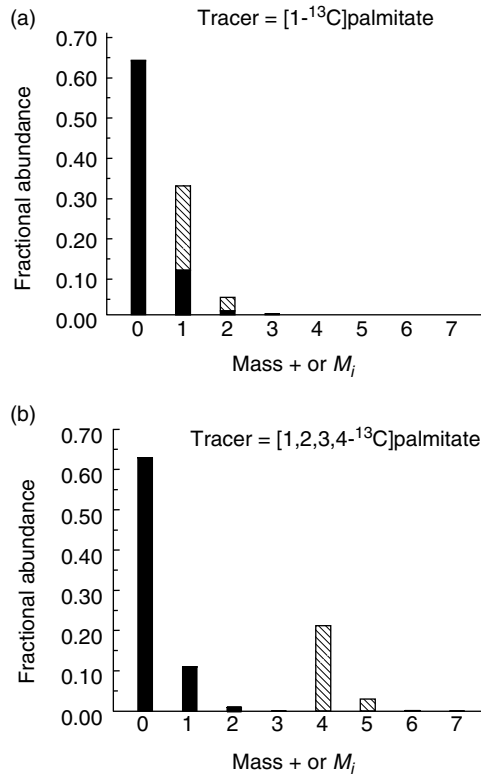 (a)
Tracer = [1-¹³C]palmitate
Fractional abundance
0.70
0.60
0.50
0.40
0.30
0.20
0.10
0.00
0 1 2 3 4 5 6 7
Mass + or Mᵢ
(b)
Tracer = [1,2,3,4-¹³C]palmitate
Fractional abundance
0.70
0.60
0.50
0.40
0.30
0.20
0.10
0.00
0 1 2 3 4 5 6 7
Mass + or Mᵢ